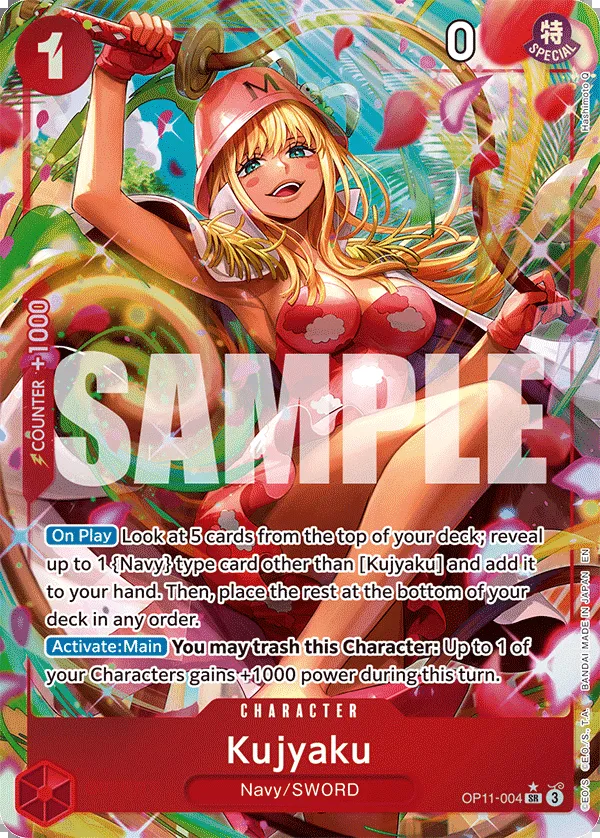 1
0
特
SPECIAL
Hashimoto Q
M
COUNTER +1000
SAMPLE
On Play Look at 5 cards from the top of your deck; reveal
up to 1 {Navy} type card other than [Kujyaku] and add it
to your hand. Then, place the rest at the bottom of your
deck in any order.
Activate:Main You may trash this Character: Up to 1 of
your Characters gains +1000 power during this turn.
CHARACTER
Kujyaku
Navy/SWORD
OP11-004 SR 3
©E.O/S. ©E.O./S., T.A. BANDAI MADE IN JAPAN EN